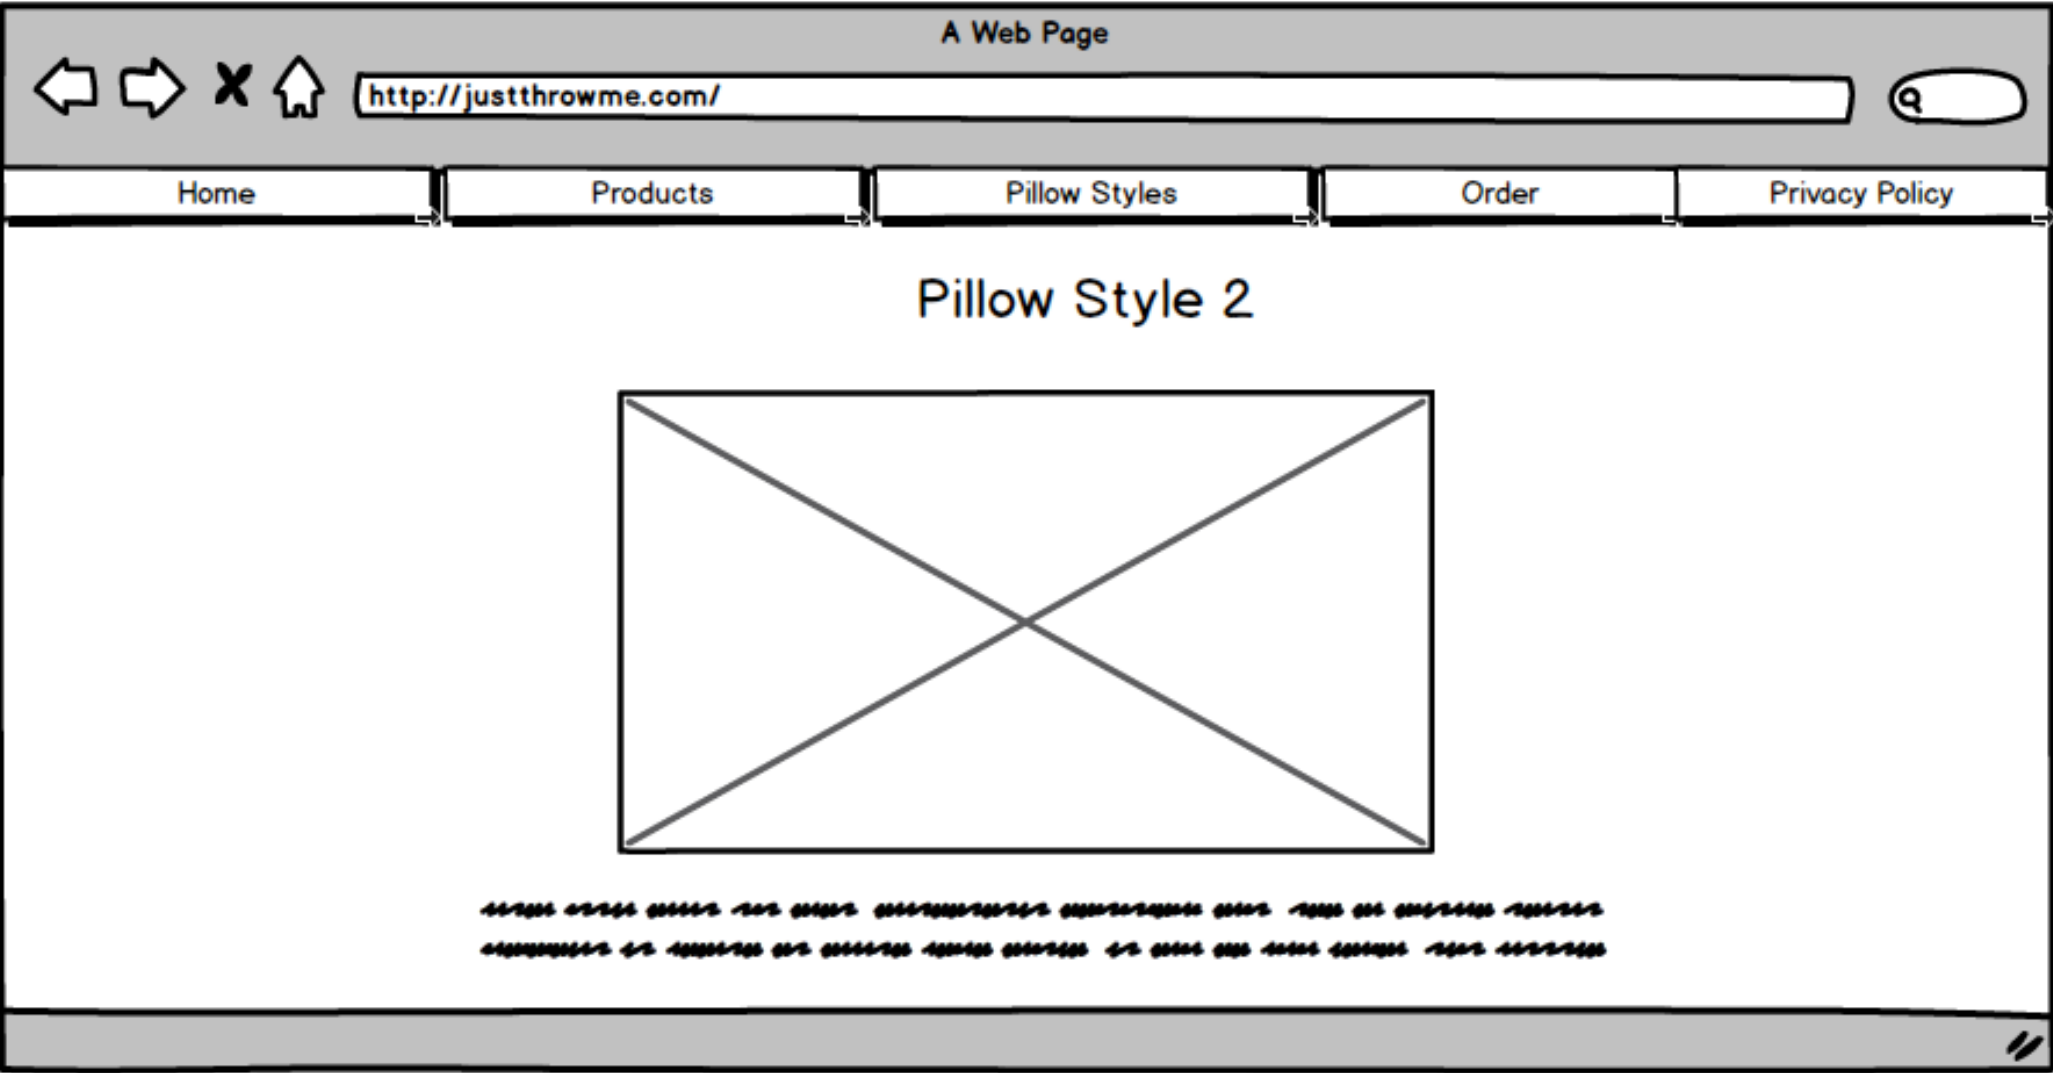 A Web Page
http://justthrowme.com/
Home Products Pillow Styles Order Privacy Policy
Pillow Style 2